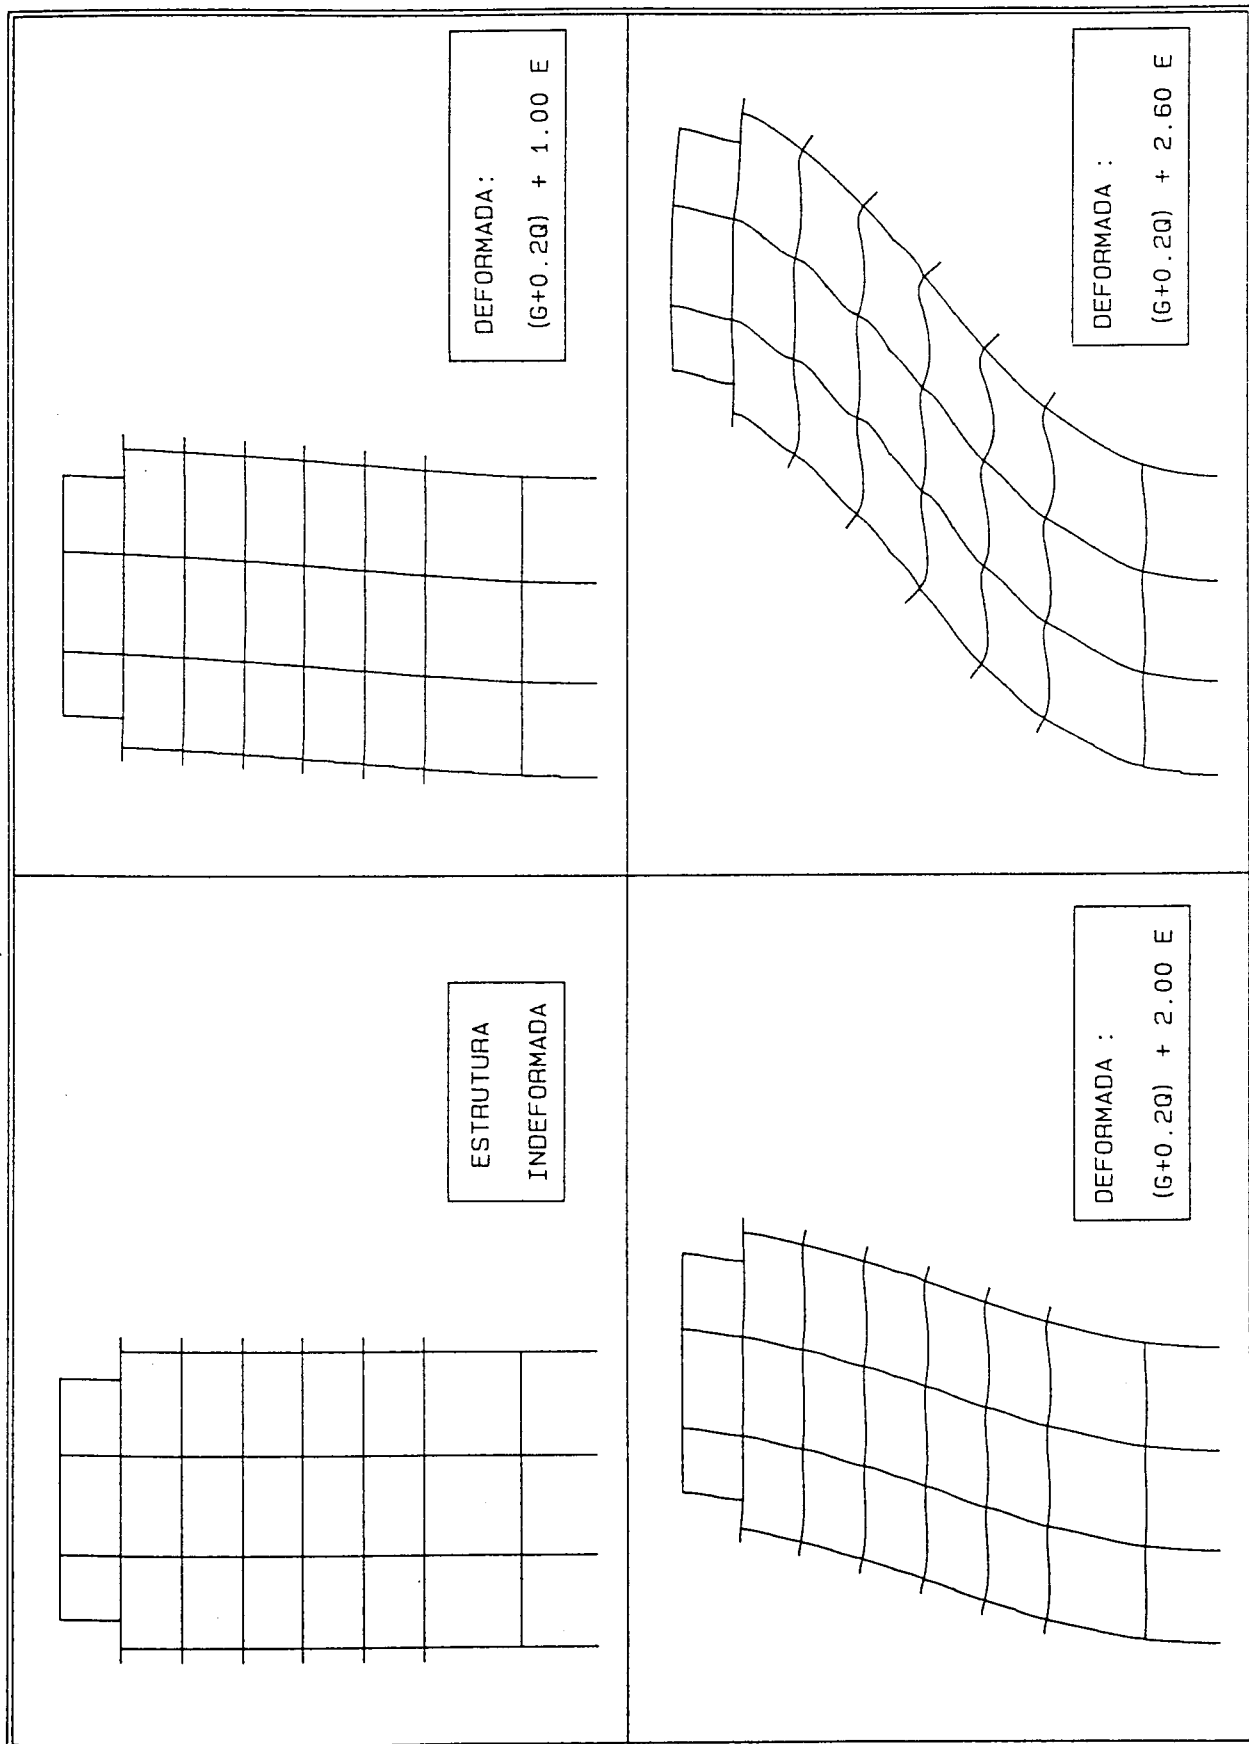 ESTRUTURA
INDEFORMADA
DEFORMADA:
(G+0.2Q) + 1.00 E
DEFORMADA :
(G+0.2Q) + 2.00 E
DEFORMADA :
(G+0.2Q) + 2.60 E